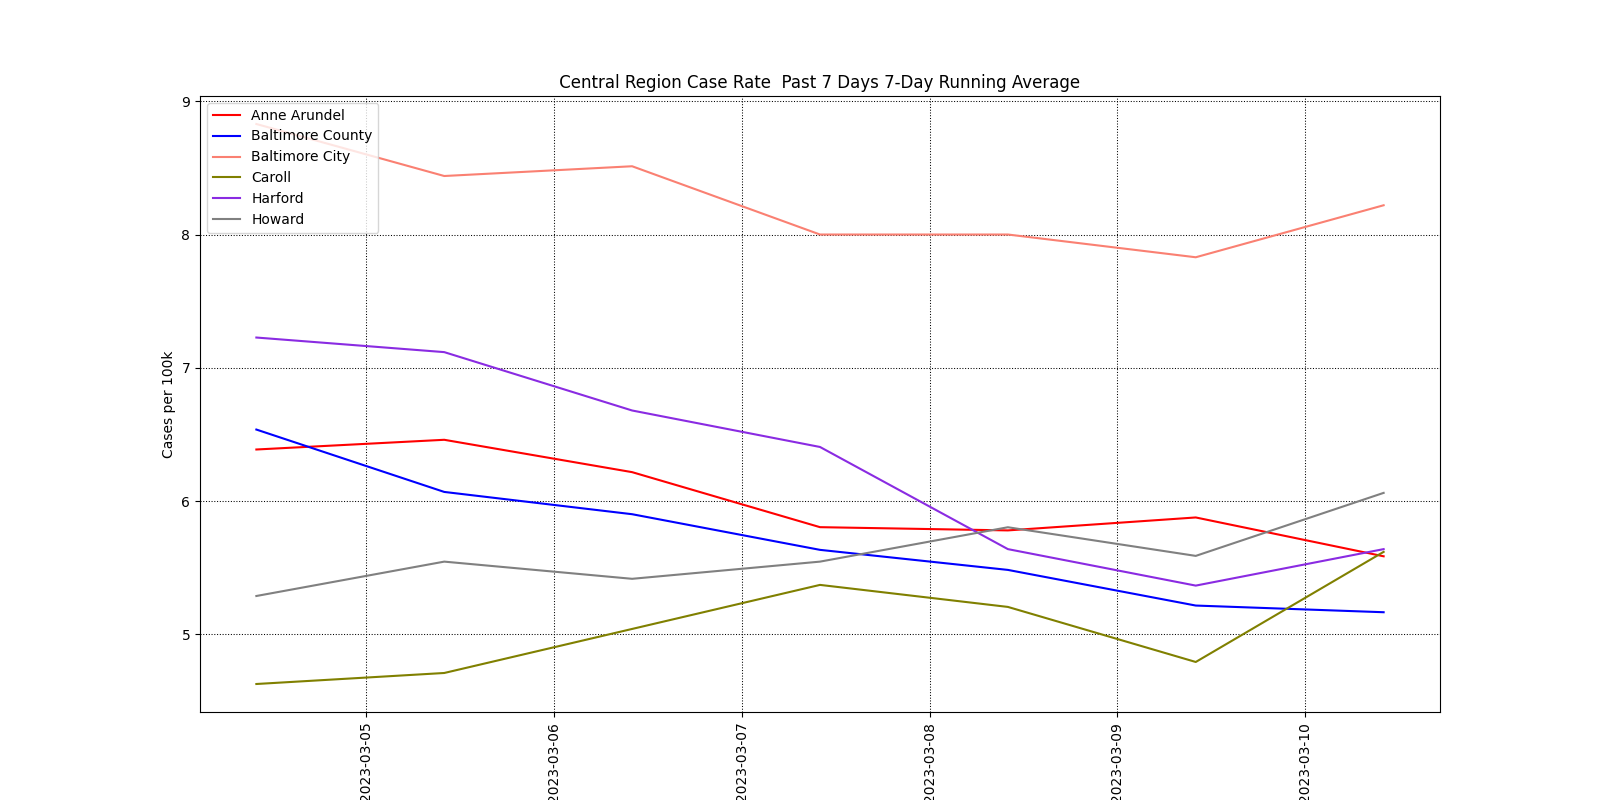 Central Region Case Rate  Past 7 Days 7-Day Running Average
9
8
7
6
5
Cases per 100k
Anne Arundel
Baltimore County
Baltimore City
Caroll
Harford
Howard
2023-03-05
2023-03-06
2023-03-07
2023-03-08
2023-03-09
2023-03-10